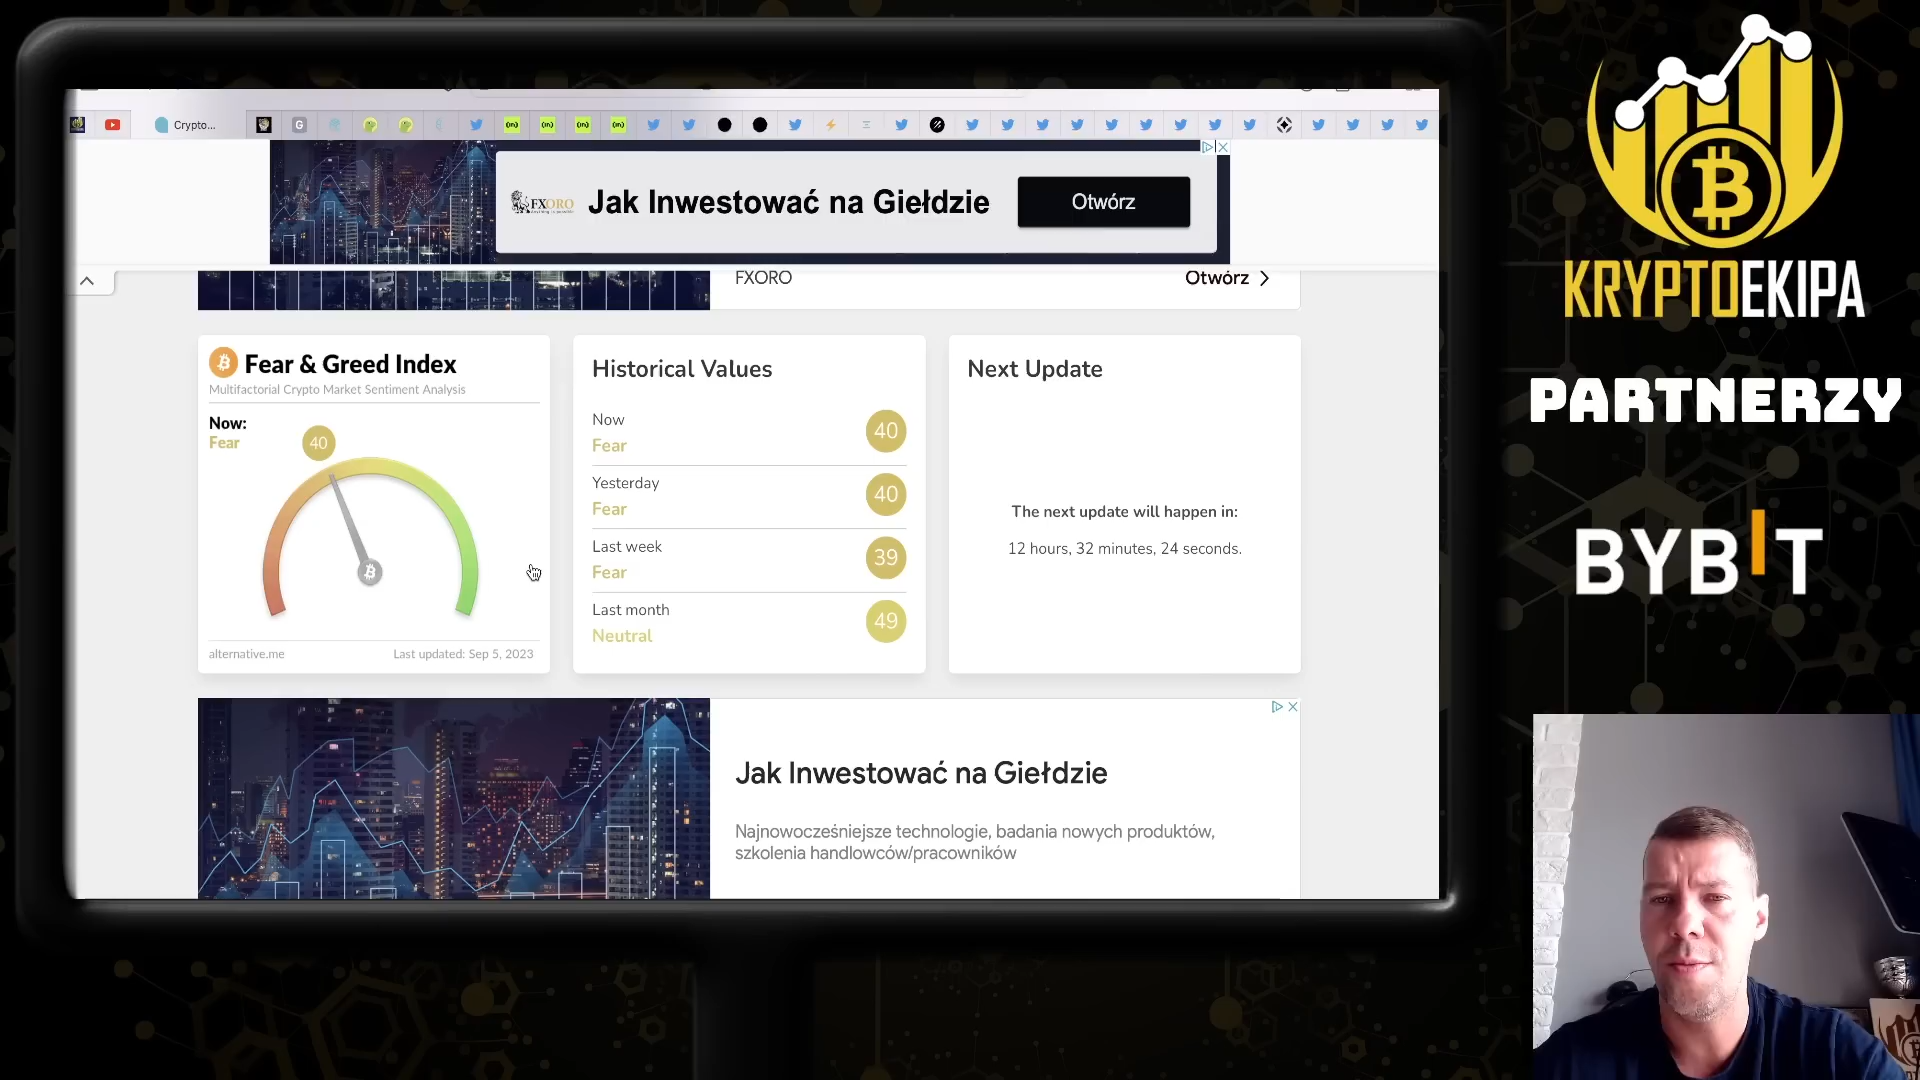 Crypto...
G
(m)
(m)
(m)
(m)
FXORO
Jak Inwestować na Giełdzie
Otwórz
FXORO
Otwórz
Fear & Greed Index
Multifactorial Crypto Market Sentiment Analysis
Now:
Fear
40
alternative.me
Last updated: Sep 5, 2023
Historical Values
Now
Fear
40
Yesterday
Fear
40
Last week
Fear
39
Last month
Neutral
49
Next Update
The next update will happen in:
12 hours, 32 minutes, 24 seconds.
Jak Inwestować na Giełdzie
Najnowocześniejsze technologie, badania nowych produktów,
szkolenia handlowców/pracowników
KRYPTOEKIPA
PARTNERZY
BYBIT